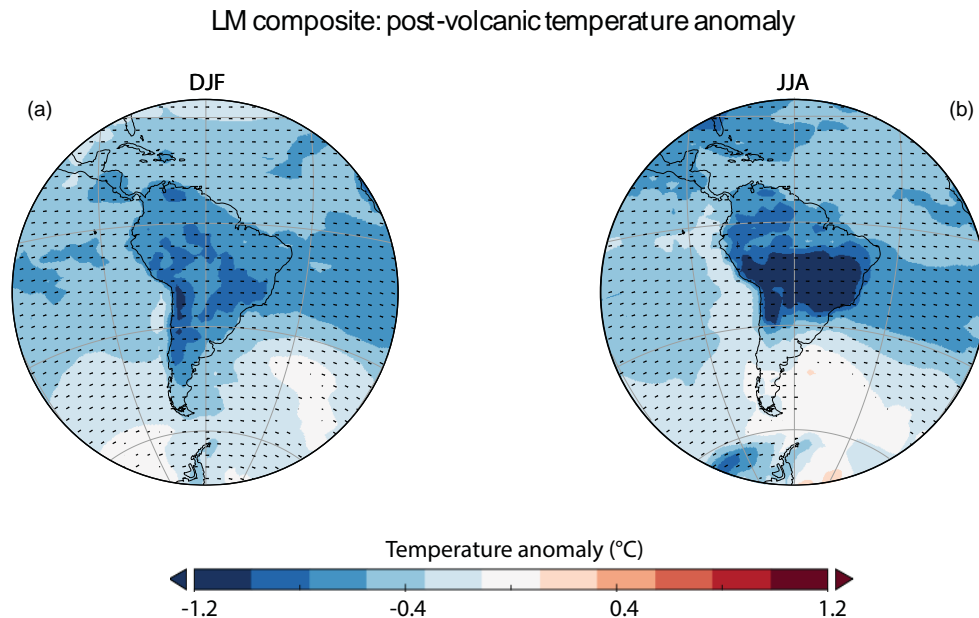 LM composite: post-volcanic temperature anomaly
DJF
JJA
(a)
(b)
Temperature anomaly (°C)
-1.2
-0.4
0.4
1.2